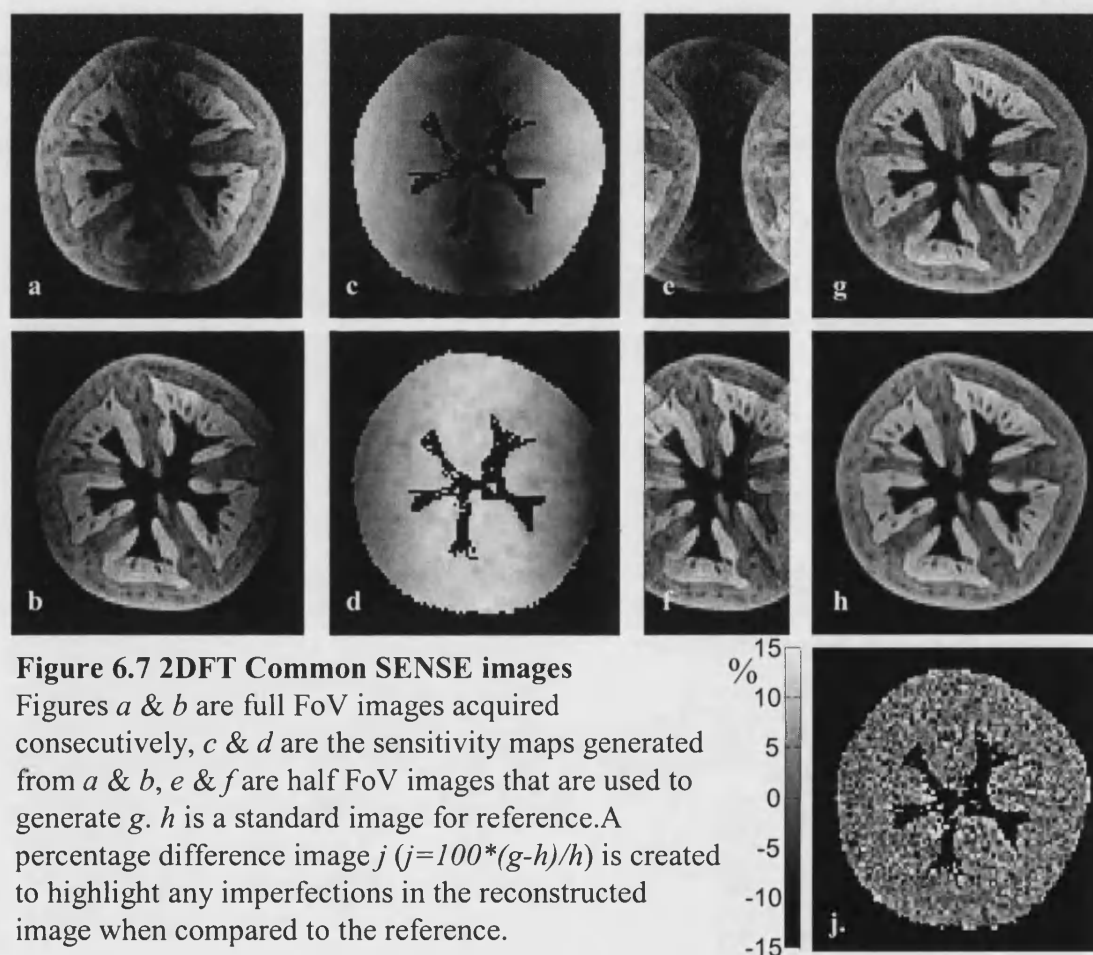 a
c
e
g
b
d
f
h
Figure 6.7 2DFT Common SENSE images
Figures a & b are full FoV images acquired
consecutively, c & d are the sensitivity maps generated
from a & b, e & f are half FoV images that are used to
generate g. h is a standard image for reference.A
percentage difference image j (j=100*(g-h)/h) is created
to highlight any imperfections in the reconstructed
image when compared to the reference.
%
15
10
5
0
-5
-10
-15
j.